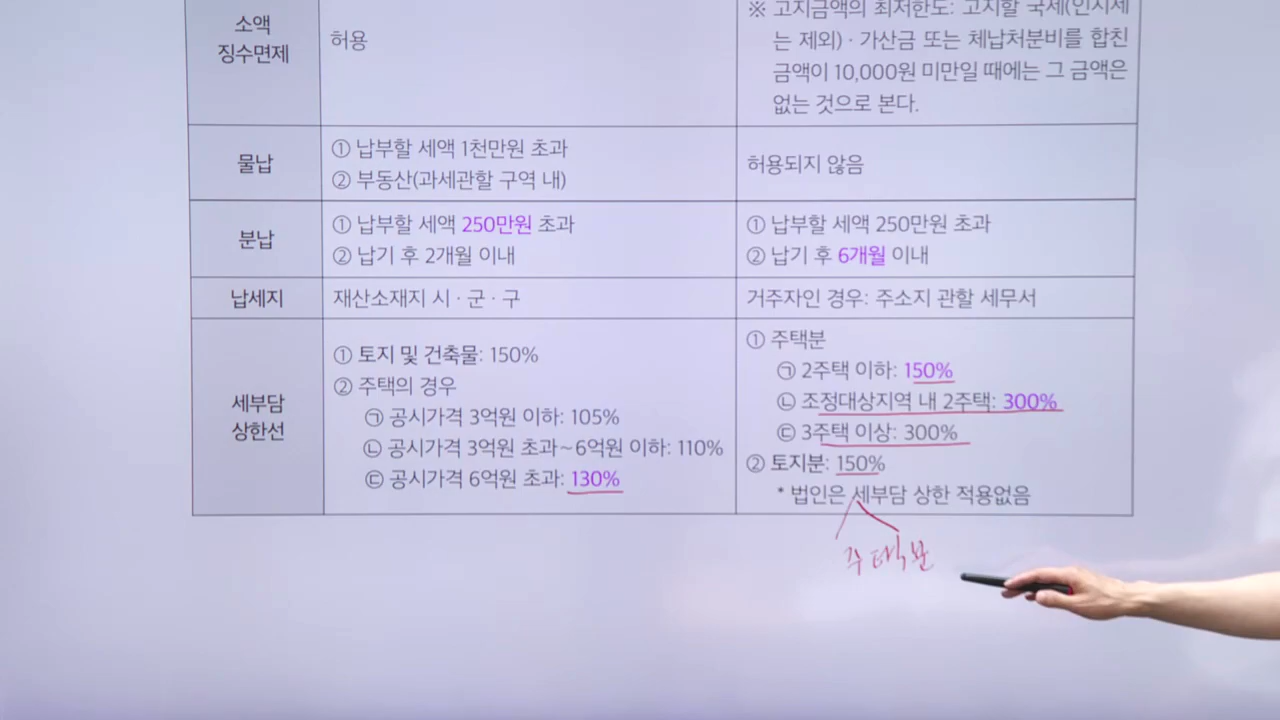 소액
징수면제
허용
※ 고지금액의 최저한도: 고지할 국세(인지세
는 제외)·가산금 또는 체납처분비를 합친
금액이 10,000원 미만일 때에는 그 금액은
없는 것으로 본다.
물납
① 납부할 세액 1천만원 초과
② 부동산(과세관할 구역 내)
허용되지 않음
분납
① 납부할 세액 250만원 초과
② 납기 후 2개월 이내
① 납부할 세액 250만원 초과
② 납기 후 6개월 이내
납세지
재산소재지 시·군·구
거주자인 경우: 주소지 관할 세무서
세부담
상한선
① 토지 및 건축물: 150%
② 주택의 경우
㉠ 공시가격 3억원 이하: 105%
㉡ 공시가격 3억원 초과~6억원 이하: 110%
㉢ 공시가격 6억원 초과: 130%
① 주택분
㉠ 2주택 이하: 150%
㉡ 조정대상지역 내 2주택: 300%
㉢ 3주택 이상: 300%
② 토지분: 150%
* 법인은 세부담 상한 적용없음
주택분